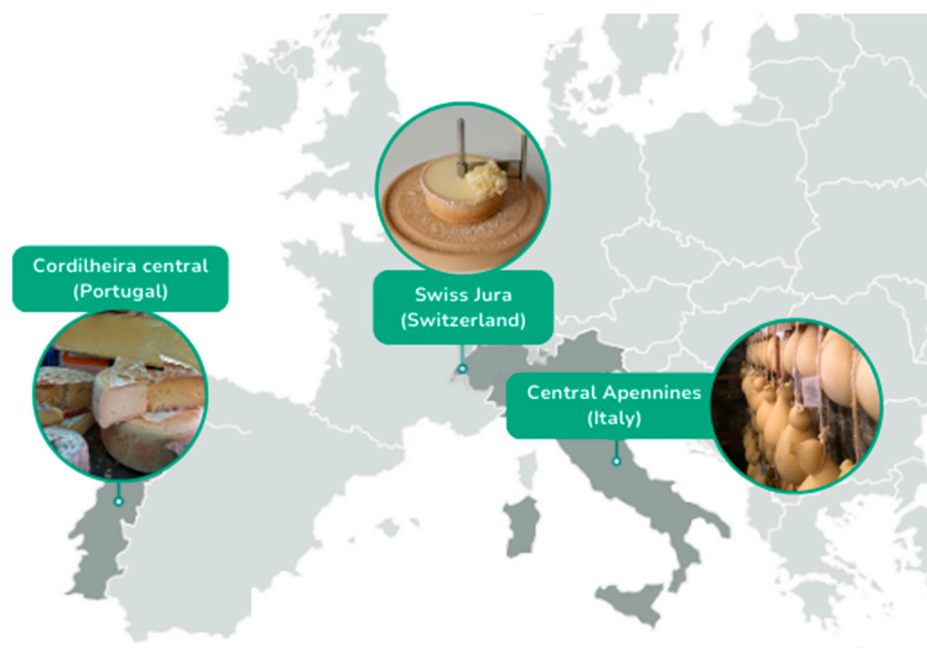 Cordilheira central
(Portugal)
Swiss Jura
(Switzerland)
Central Apennines
(Italy)